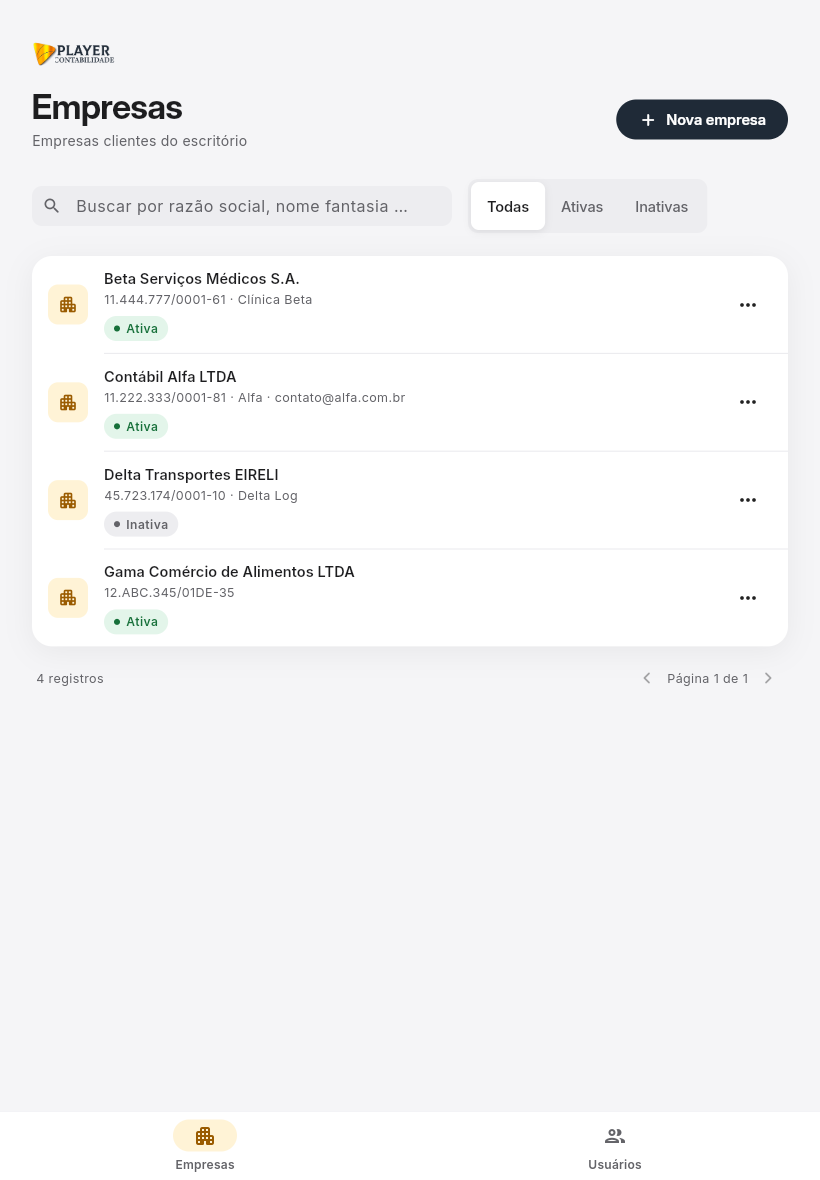 PLAYER
CONTABILIDADE
Empresas
Empresas clientes do escritório
Nova empresa
Buscar por razão social, nome fantasia ...
Todas
Ativas
Inativas
Beta Serviços Médicos S.A.
11.444.777/0001-61 · Clínica Beta
Ativa
Contábil Alfa LTDA
11.222.333/0001-81 · Alfa · contato@alfa.com.br
Ativa
Delta Transportes EIRELI
45.723.174/0001-10 · Delta Log
Inativa
Gama Comércio de Alimentos LTDA
12.ABC.345/01DE-35
Ativa
4 registros
Página 1 de 1
Empresas
Usuários